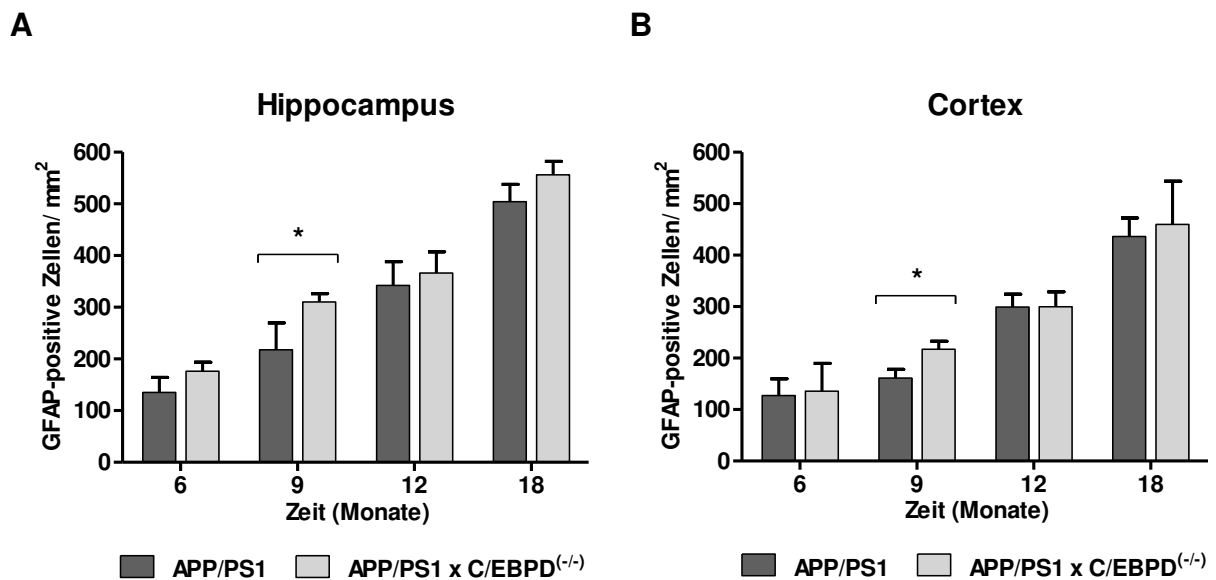 A
Hippocampus
GFAP-positive Zellen/ mm²
600
500
400
300
200
100
0
*
6 9 12 18
Zeit (Monate)
APP/PS1 APP/PS1 x C/EBPD⁽⁻/⁻⁾
B
Cortex
GFAP-positive Zellen/ mm²
600
500
400
300
200
100
0
*
6 9 12 18
Zeit (Monate)
APP/PS1 APP/PS1 x C/EBPD⁽⁻/⁻⁾